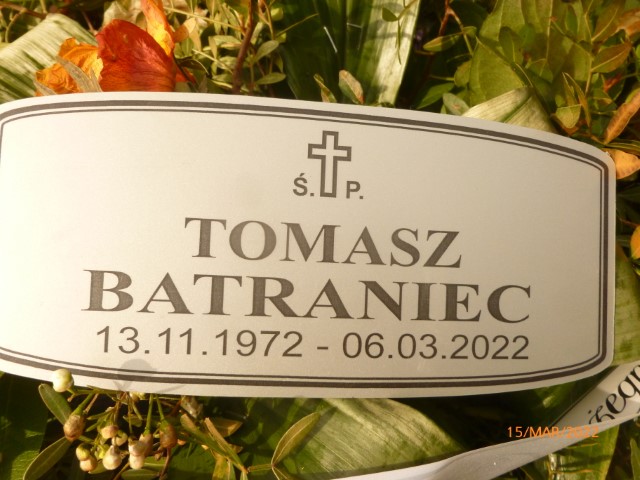 Ś. P.
TOMASZ
BATRANIEC
13.11.1972 - 06.03.2022
15/MAR/2022